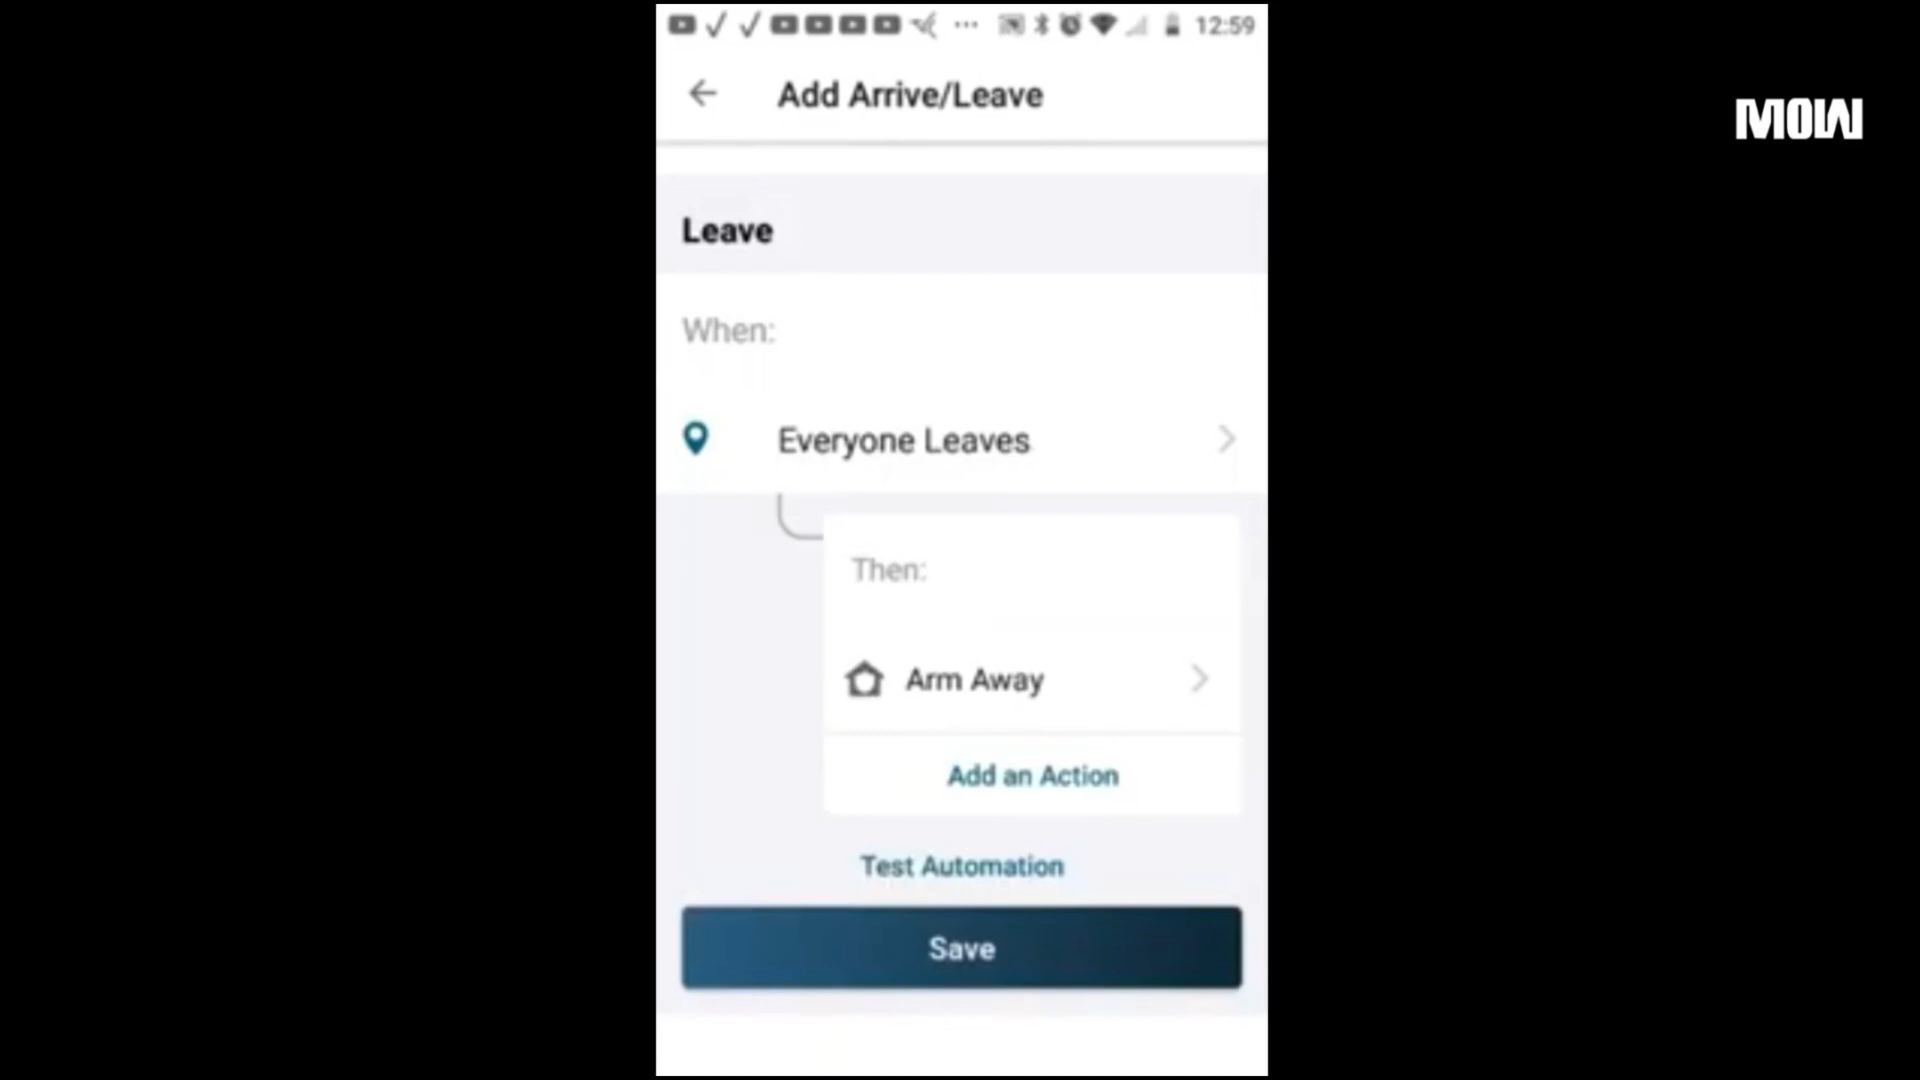 12:59
Add Arrive/Leave
MOW
Leave
When:
Everyone Leaves
Then:
Arm Away
Add an Action
Test Automation
Save